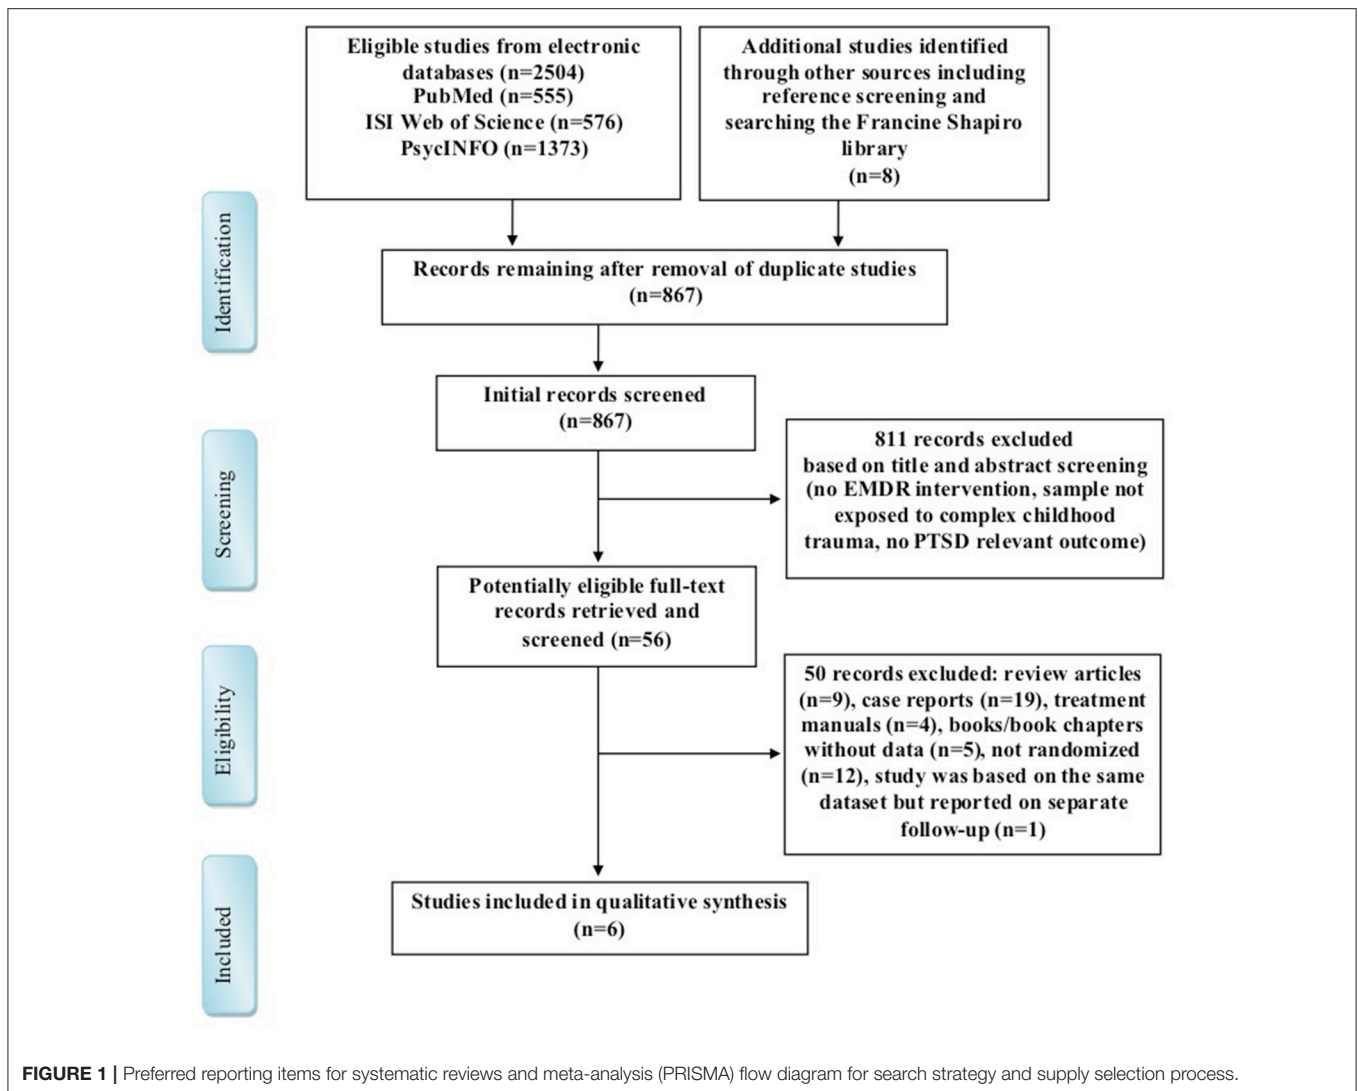 Eligible studies from electronic
databases (n=2504)
PubMed (n=555)
ISI Web of Science (n=576)
PsycINFO (n=1373)
Additional studies identified
through other sources including
reference screening and
searching the Francine Shapiro
library
(n=8)
Identification
Records remaining after removal of duplicate studies
(n=867)
Initial records screened
(n=867)
Screening
811 records excluded
based on title and abstract screening
(no EMDR intervention, sample not
exposed to complex childhood
trauma, no PTSD relevant outcome)
Potentially eligible full-text
records retrieved and
screened (n=56)
Eligibility
50 records excluded: review articles
(n=9), case reports (n=19), treatment
manuals (n=4), books/book chapters
without data (n=5), not randomized
(n=12), study was based on the same
dataset but reported on separate
follow-up (n=1)
Included
Studies included in qualitative synthesis
(n=6)
FIGURE 1 | Preferred reporting items for systematic reviews and meta-analysis (PRISMA) flow diagram for search strategy and supply selection process.